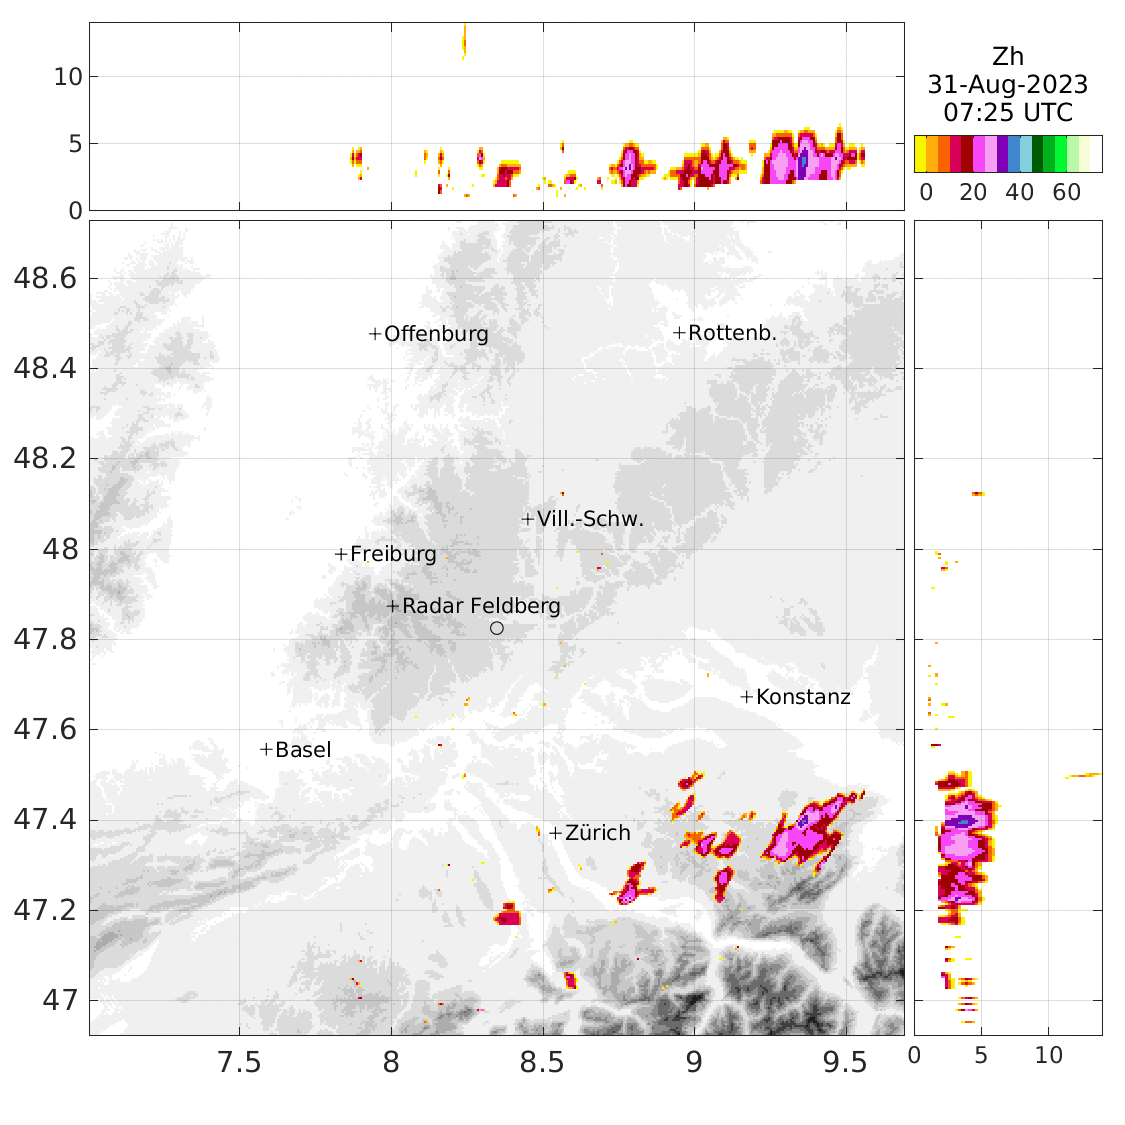 10
5
0
Zh
31-Aug-2023
07:25 UTC
0 20 40 60
48.6
48.4
48.2
48
47.8
47.6
47.4
47.2
47
+Offenburg
+Rottenb.
+Vill.-Schw.
+Freiburg
+Radar Feldberg
+Konstanz
+Basel
+Zürich
7.5 8 8.5 9 9.5
0 5 10